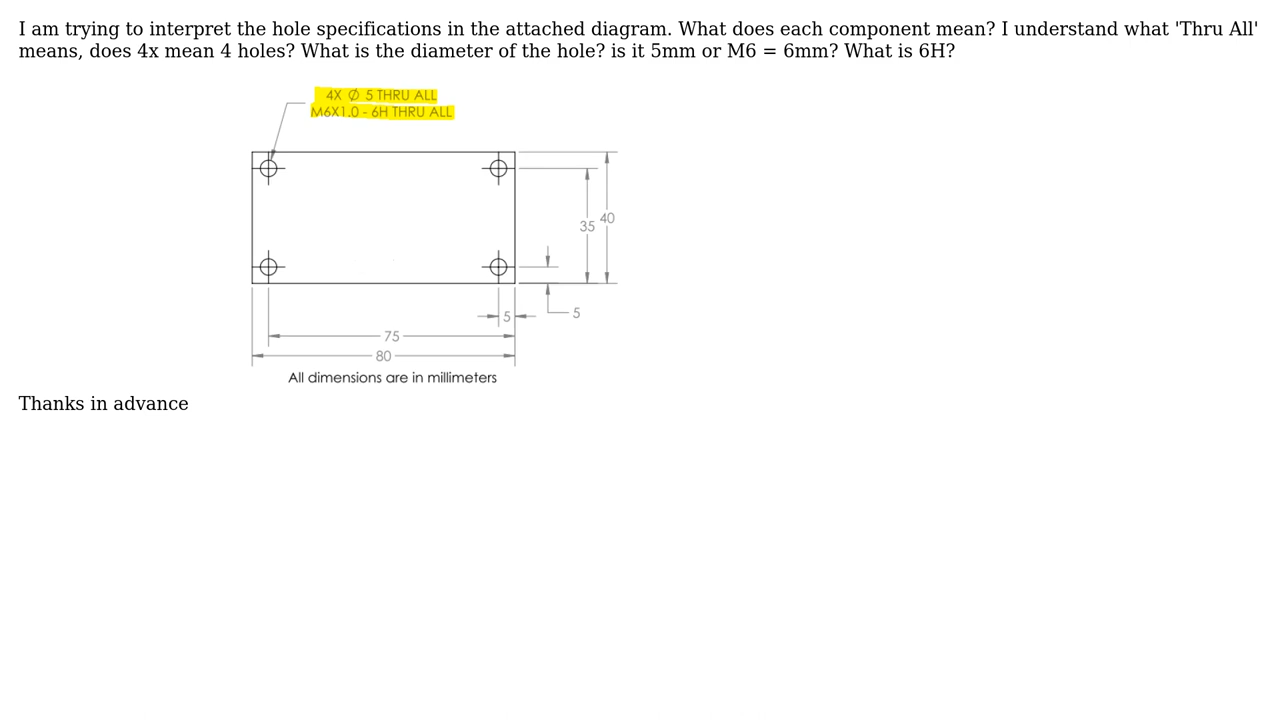 I am trying to interpret the hole specifications in the attached diagram. What does each component mean? I understand what 'Thru All'
means, does 4x mean 4 holes? What is the diameter of the hole? is it 5mm or M6 = 6mm? What is 6H?
4X Ø 5 THRU ALL
M6X1.0 - 6H THRU ALL
35
40
5
5
75
80
All dimensions are in millimeters
Thanks in advance